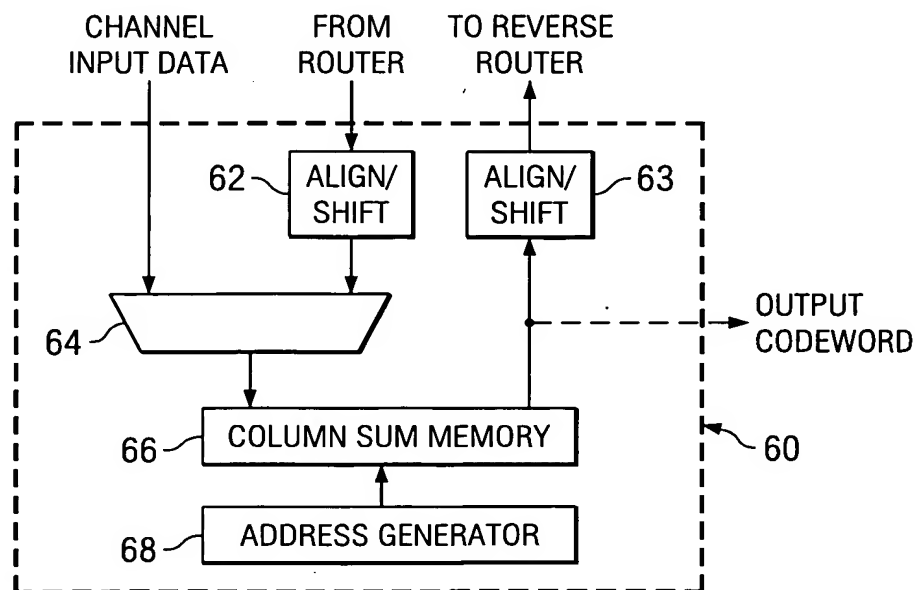 CHANNEL
INPUT DATA
FROM
ROUTER
TO REVERSE
ROUTER
62
ALIGN/
SHIFT
ALIGN/
SHIFT
63
64
OUTPUT
CODEWORD
66
COLUMN SUM MEMORY
60
68
ADDRESS GENERATOR